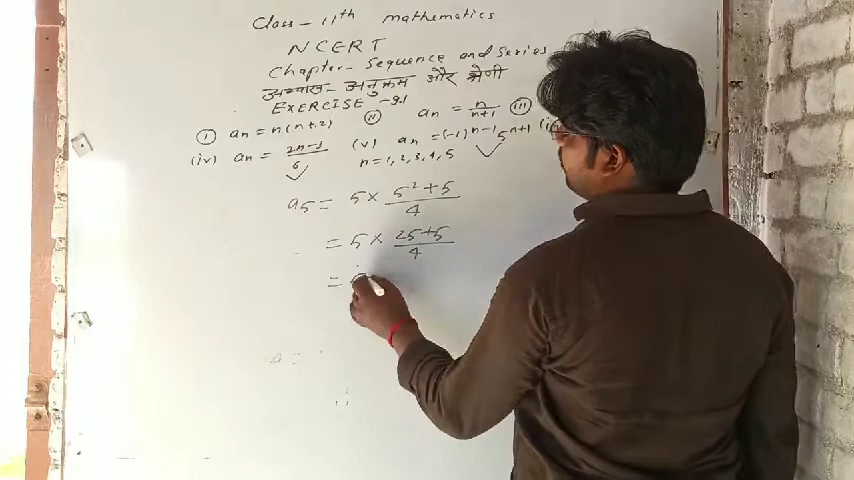 Class - 11th mathematics
NCERT
Chapter - Sequence and Series
अभ्यास - अनुक्रम और श्रेणी
EXERCISE - 9.1
(i) an = n(n+2) (ii) an = n/n+1 (iii)
(iv) an = 2n-3/6 (v) an = (-1)^n-1 5^n+1
n = 1, 2, 3, 4, 5
a5 = 5 × 5²+5/4
= 5 × 25+5/4
=